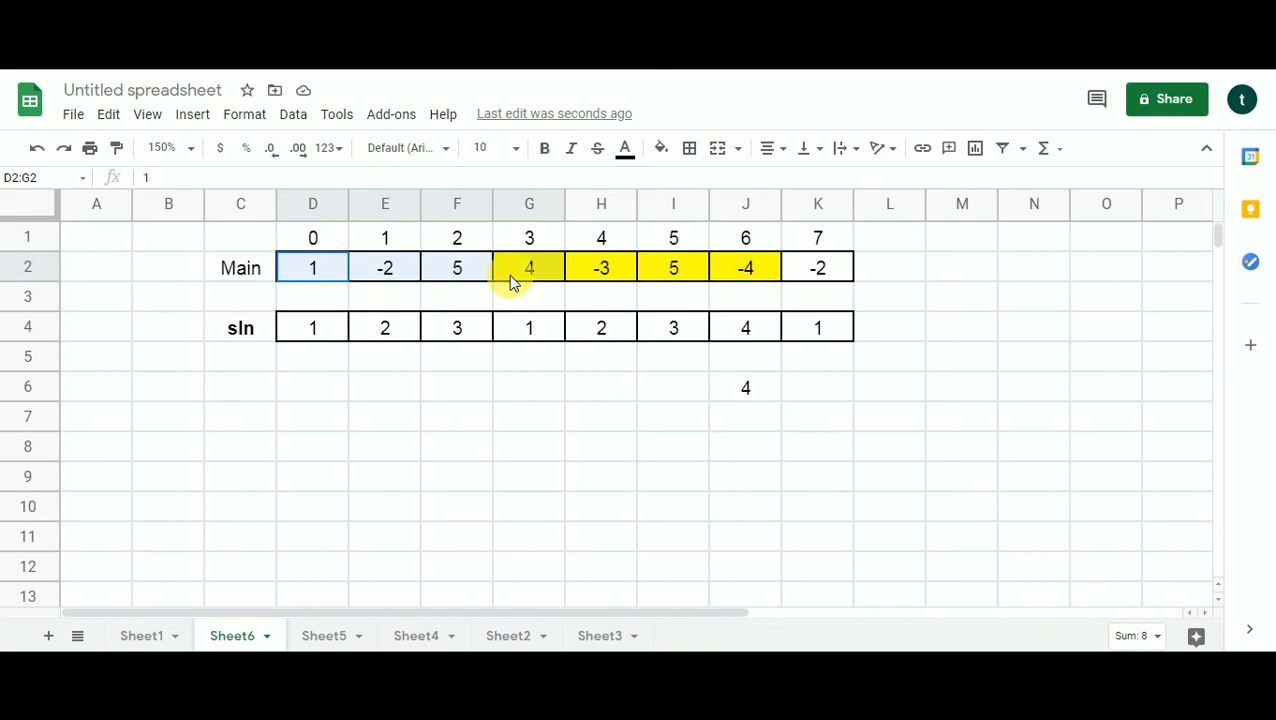 Untitled spreadsheet
File Edit View Insert Format Data Tools Add-ons Help Last edit was seconds ago
Share
t
150% $ % .0 .00 123 Default (Ari... 10 B I S A Σ
31
D2:G2 fx 1
A B C D E F G H I J K L M N O P
1 0 1 2 3 4 5 6 7
2 Main 1 -2 5 4 -3 5 -4 -2
3
4 sln 1 2 3 1 2 3 4 1
5
6 4
7
8
9
10
11
12
13
+ Sheet1 Sheet6 Sheet5 Sheet4 Sheet2 Sheet3 Sum: 8